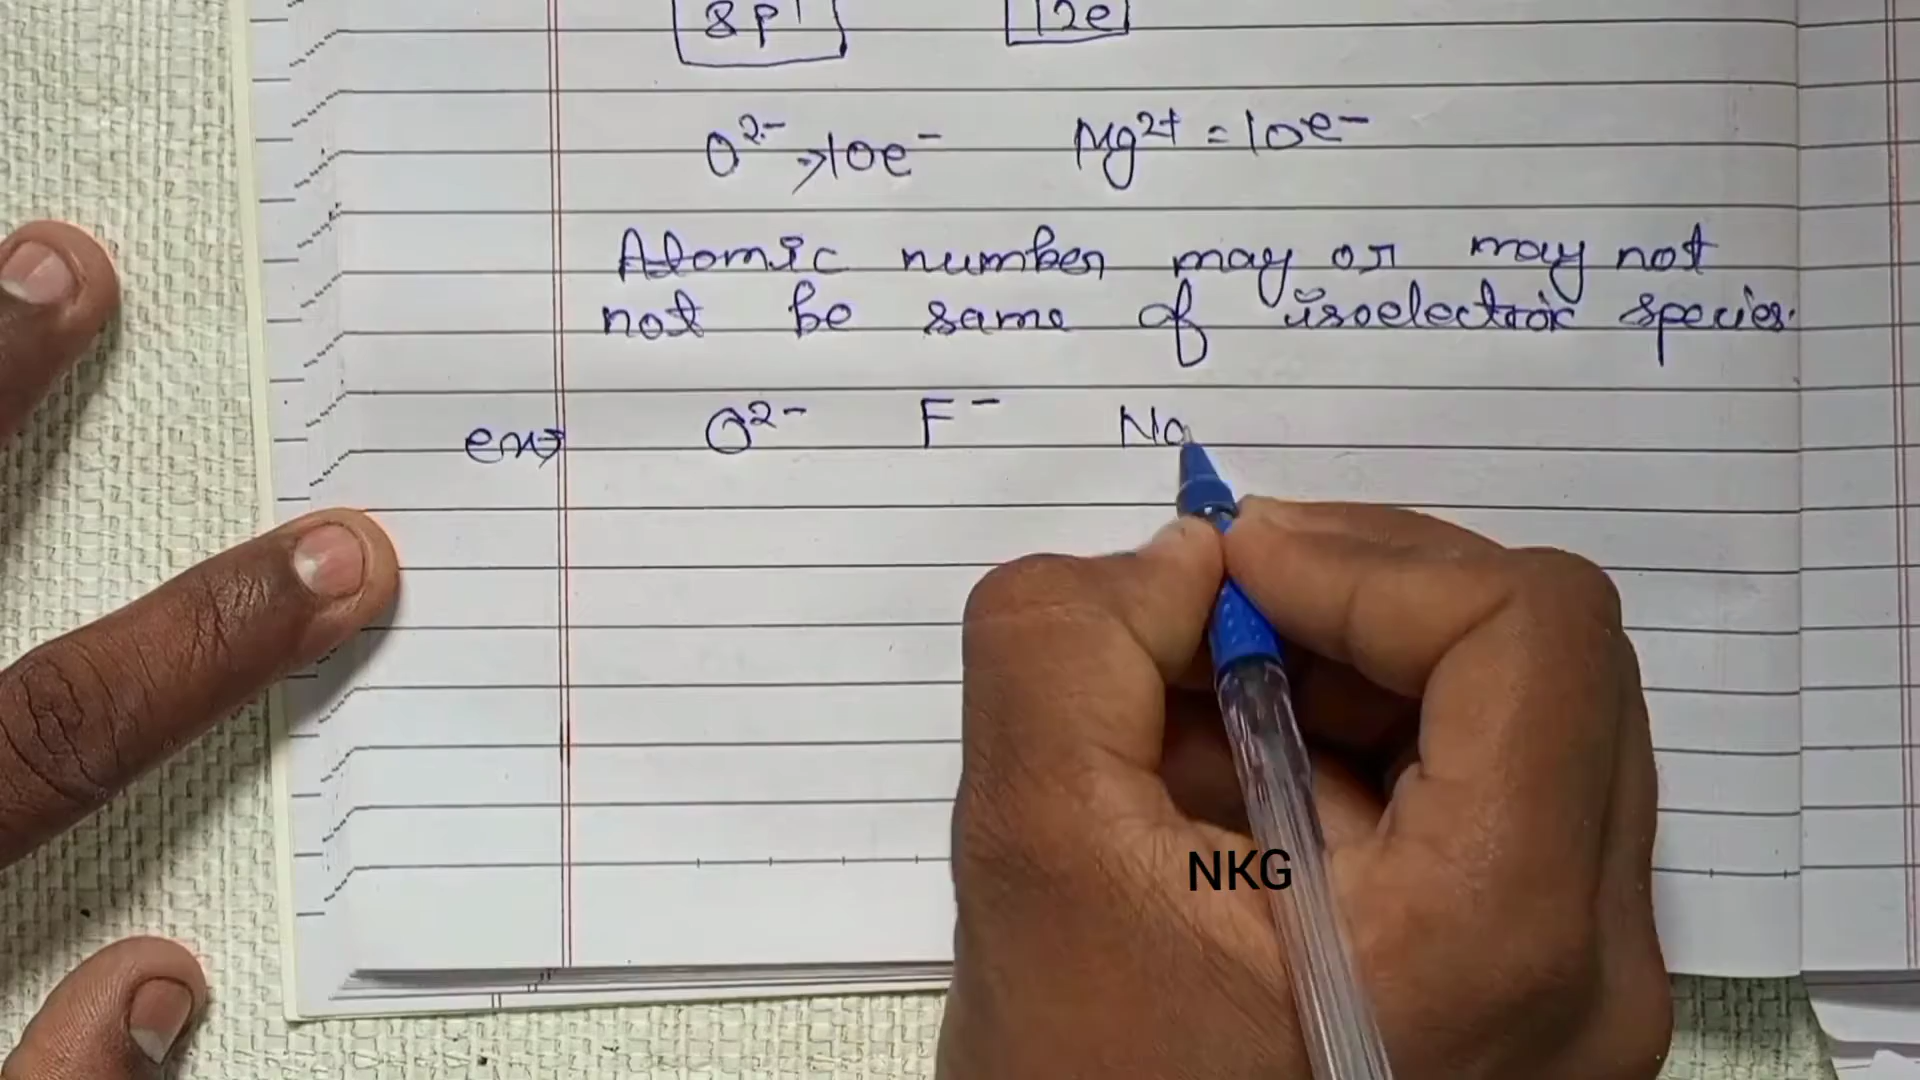 8p
12e
O²⁻ → 10e⁻ Mg²⁺ = 10e⁻
Atomic number may or may not
not be same of isoelectric species.
ex→ O²⁻ F⁻ Na
NKG